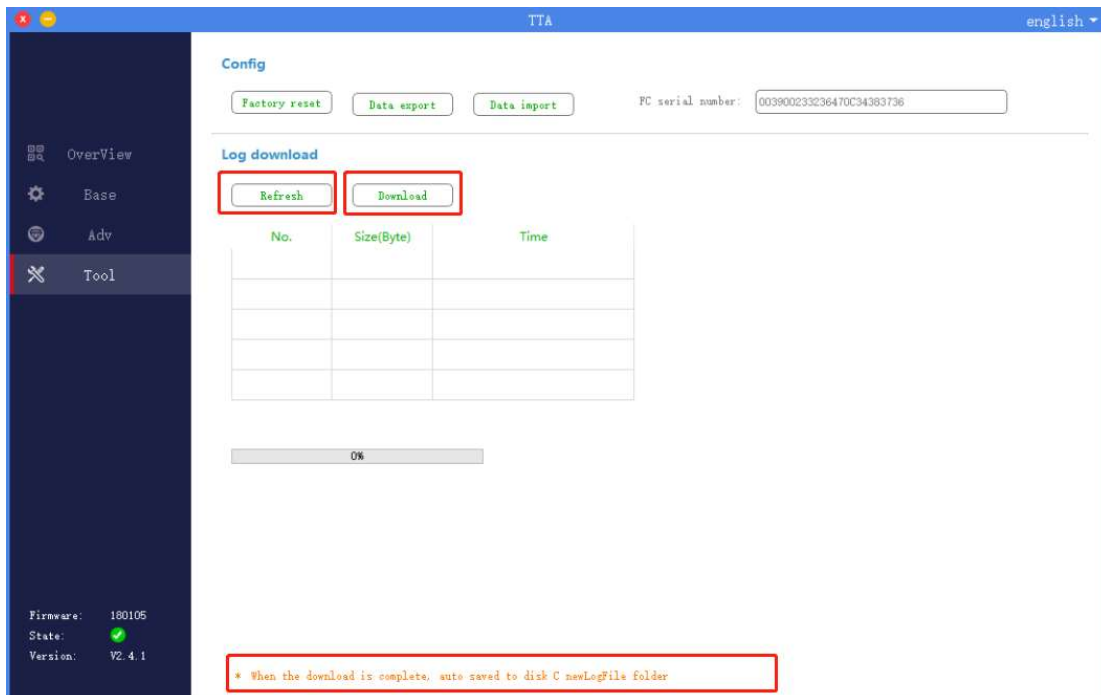 TTA
english
Config
Factory reset
Data export
Data import
FC serial number:
003900233236470C34383736
OverView
Base
Adv
Tool
Log download
Refresh
Download
No.
Size(Byte)
Time
0%
Firmware: 180105
State:
Version: V2.4.1
* When the download is complete, auto saved to disk C newLogFile folder